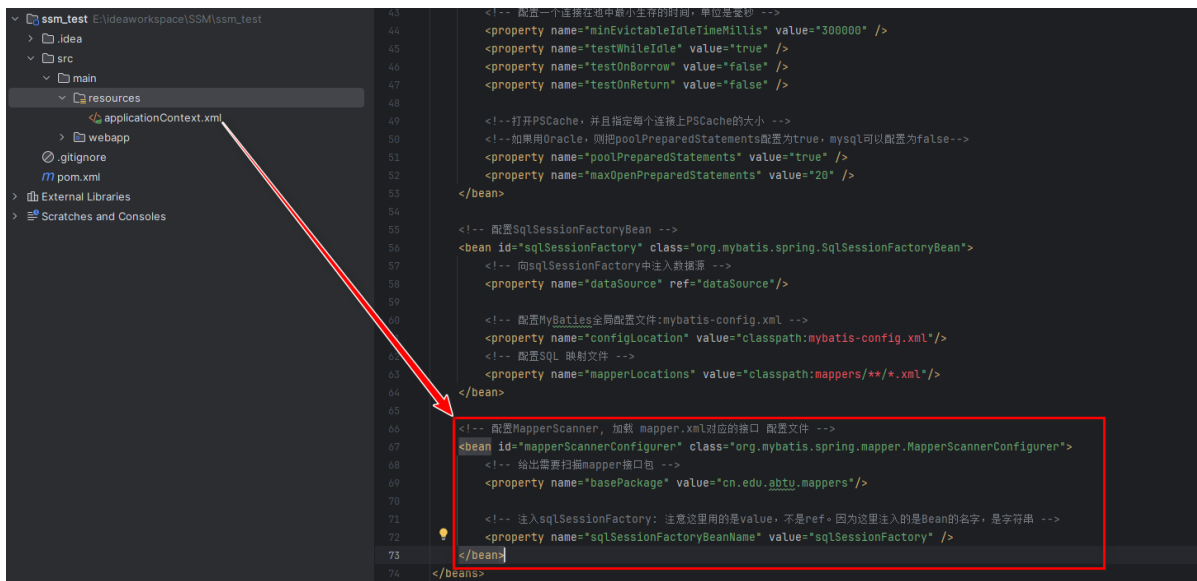 ssm_test E:\ideaworkspace\SSM\ssm_test
.idea
src
main
resources
applicationContext.xml
webapp
.gitignore
pom.xml
External Libraries
Scratches and Consoles
43 <!-- 配置一个连接在池中最小生存的时间，单位是毫秒 -->
44 <property name="minEvictableIdleTimeMillis" value="300000" />
45 <property name="testWhileIdle" value="true" />
46 <property name="testOnBorrow" value="false" />
47 <property name="testOnReturn" value="false" />
48
49 <!--打开PSCache，并且指定每个连接上PSCache的大小 -->
50 <!--如果用Oracle，则把poolPreparedStatements配置为true，mysql可以配置为false-->
51 <property name="poolPreparedStatements" value="true" />
52 <property name="maxOpenPreparedStatements" value="20" />
53 </bean>
54
55 <!-- 配置SqlSessionFactoryBean -->
56 <bean id="sqlSessionFactory" class="org.mybatis.spring.SqlSessionFactoryBean">
57 <!-- 向sqlSessionFactory中注入数据源 -->
58 <property name="dataSource" ref="dataSource"/>
59
60 <!-- 配置MyBaties全局配置文件:mybatis-config.xml -->
<property name="configLocation" value="classpath:mybatis-config.xml"/>
62 <!-- 配置SQL 映射文件 -->
63 <property name="mapperLocations" value="classpath:mappers/**/*.xml"/>
64 </bean>
65
66 <!-- 配置MapperScanner, 加载 mapper.xml对应的接口 配置文件 -->
67 <bean id="mapperScannerConfigurer" class="org.mybatis.spring.mapper.MapperScannerConfigurer">
68 <!-- 给出需要扫描mapper接口包 -->
69 <property name="basePackage" value="cn.edu.abtu.mappers"/>
70
71 <!-- 注入sqlSessionFactory: 注意这里用的是value，不是ref。因为这里注入的是Bean的名字，是字符串 -->
72 <property name="sqlSessionFactoryBeanName" value="sqlSessionFactory" />
73 </bean>
74 </beans>